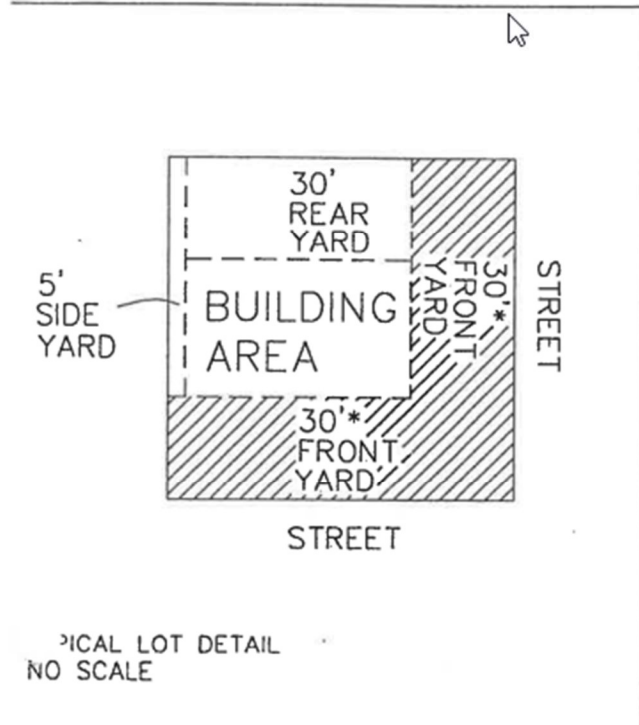 30'
REAR
YARD
5'
SIDE
YARD
BUILDING
AREA
30'*
FRONT
YARD
STREET
30'*
FRONT
YARD
STREET
PICAL LOT DETAIL
NO SCALE